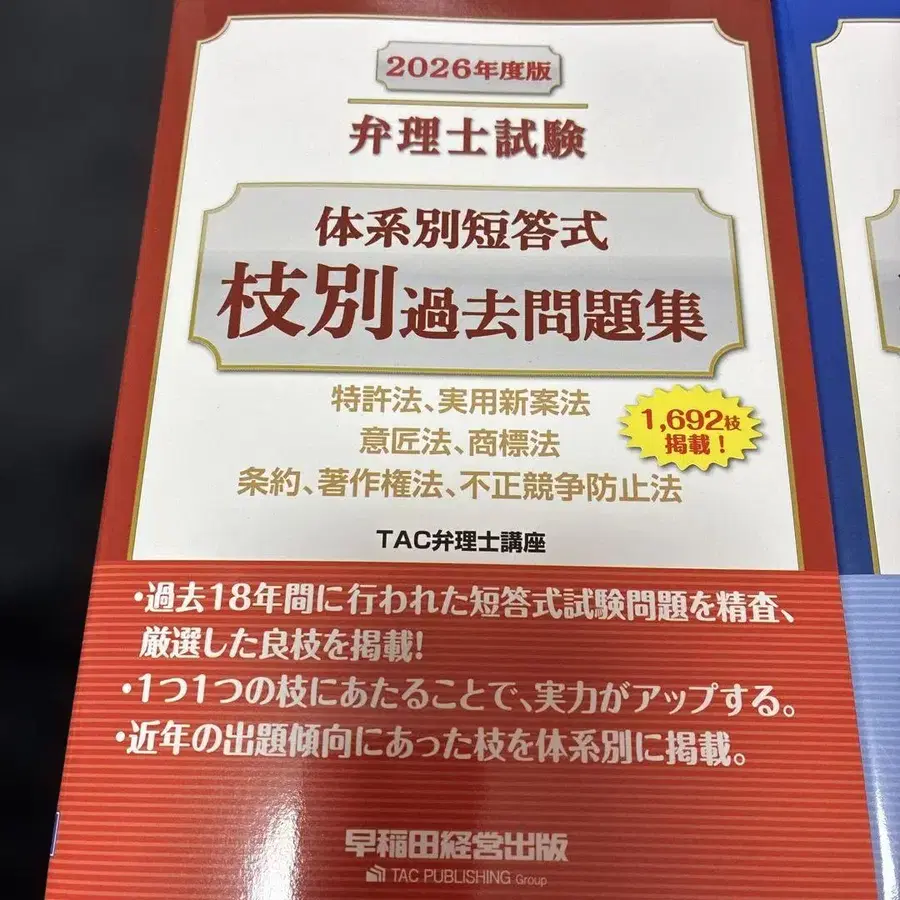 2026年度版
弁理士試験
体系別短答式
枝別過去問題集
特許法、実用新案法
意匠法、商標法
条約、著作権法、不正競争防止法
1,692枝
掲載!
TAC弁理士講座
・過去18年間に行われた短答式試験問題を精査、
厳選した良枝を掲載!
・1つ1つの枝にあたることで、実力がアップする。
・近年の出題傾向にあった枝を体系別に掲載。
早稲田経営出版
TAC PUBLISHING Group